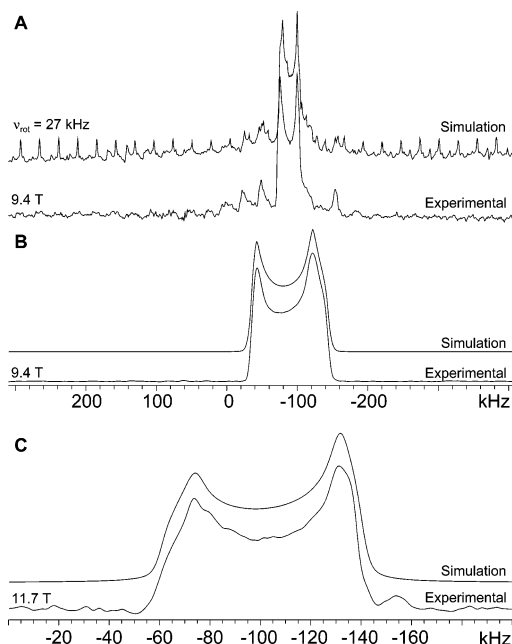 A
νrot = 27 kHz
Simulation
9.4 T
Experimental
B
Simulation
9.4 T
Experimental
200 100 0 -100 -200 kHz
C
Simulation
11.7 T
Experimental
-20 -40 -60 -80 -100 -120 -140 -160 kHz